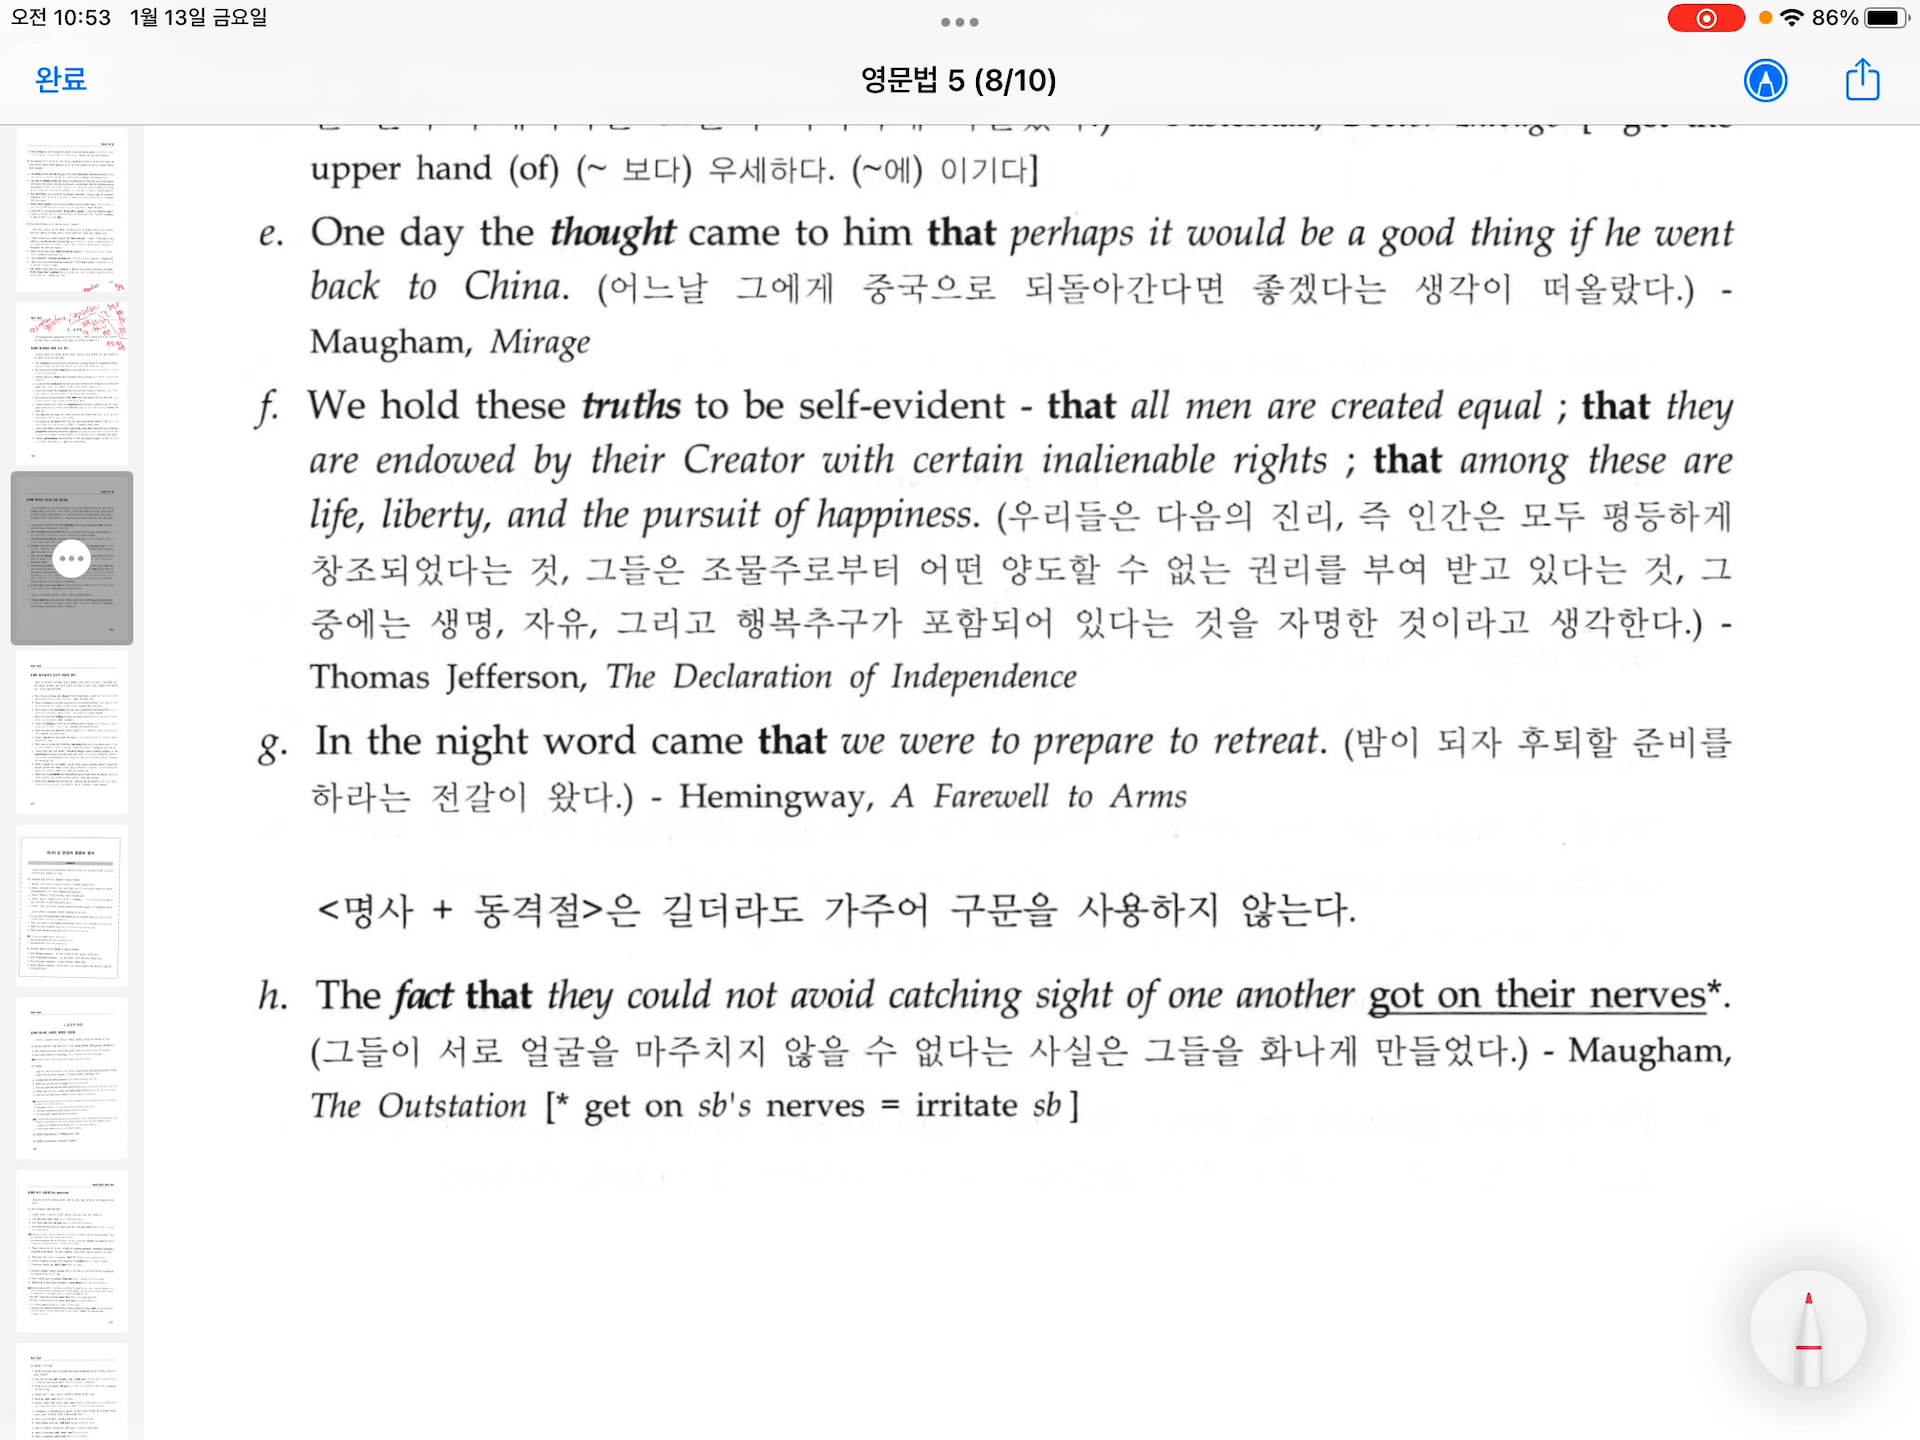 오전 10:53 1월 13일 금요일
86%
완료
영문법 5 (8/10)
upper hand (of) (~ 보다) 우세하다. (~에) 이기다]
e. One day the thought came to him that perhaps it would be a good thing if he went
back to China. (어느날 그에게 중국으로 되돌아간다면 좋겠다는 생각이 떠올랐다.) -
Maugham, Mirage
f. We hold these truths to be self-evident - that all men are created equal ; that they
are endowed by their Creator with certain inalienable rights ; that among these are
life, liberty, and the pursuit of happiness. (우리들은 다음의 진리, 즉 인간은 모두 평등하게
창조되었다는 것, 그들은 조물주로부터 어떤 양도할 수 없는 권리를 부여 받고 있다는 것, 그
중에는 생명, 자유, 그리고 행복추구가 포함되어 있다는 것을 자명한 것이라고 생각한다.) -
Thomas Jefferson, The Declaration of Independence
g. In the night word came that we were to prepare to retreat. (밤이 되자 후퇴할 준비를
하라는 전갈이 왔다.) - Hemingway, A Farewell to Arms
<명사 + 동격절>은 길더라도 가주어 구문을 사용하지 않는다.
h. The fact that they could not avoid catching sight of one another got on their nerves*.
(그들이 서로 얼굴을 마주치지 않을 수 없다는 사실은 그들을 화나게 만들었다.) - Maugham,
The Outstation [* get on sb's nerves = irritate sb ]